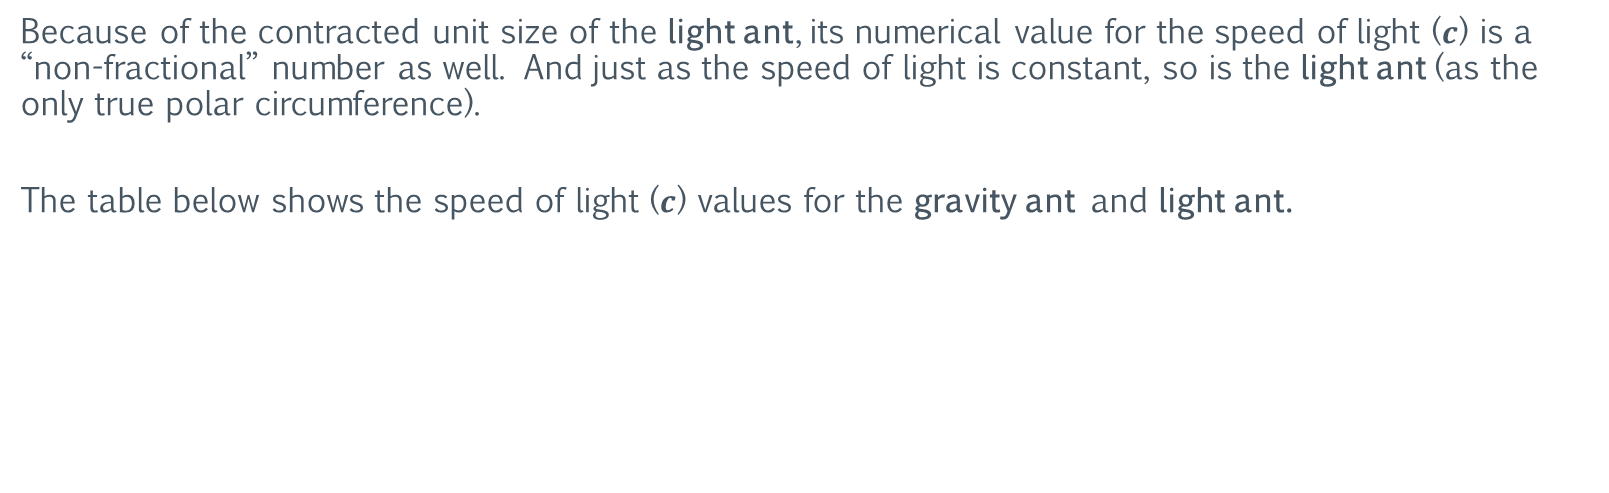 Because of the contracted unit size of the light ant, its numerical value for the speed of light (c) is a
“non-fractional” number as well. And just as the speed of light is constant, so is the light ant (as the
only true polar circumference).
The table below shows the speed of light (c) values for the gravity ant and light ant.